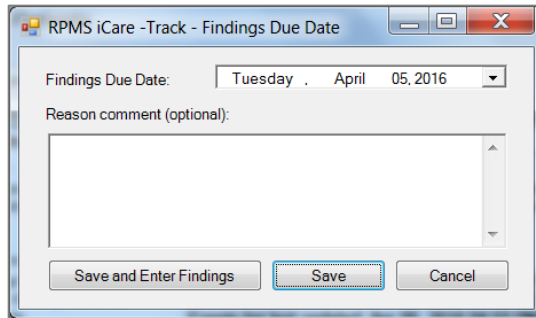 RPMS iCare -Track - Findings Due Date
Findings Due Date: Tuesday , April 05, 2016
Reason comment (optional):
Save and Enter Findings Save Cancel